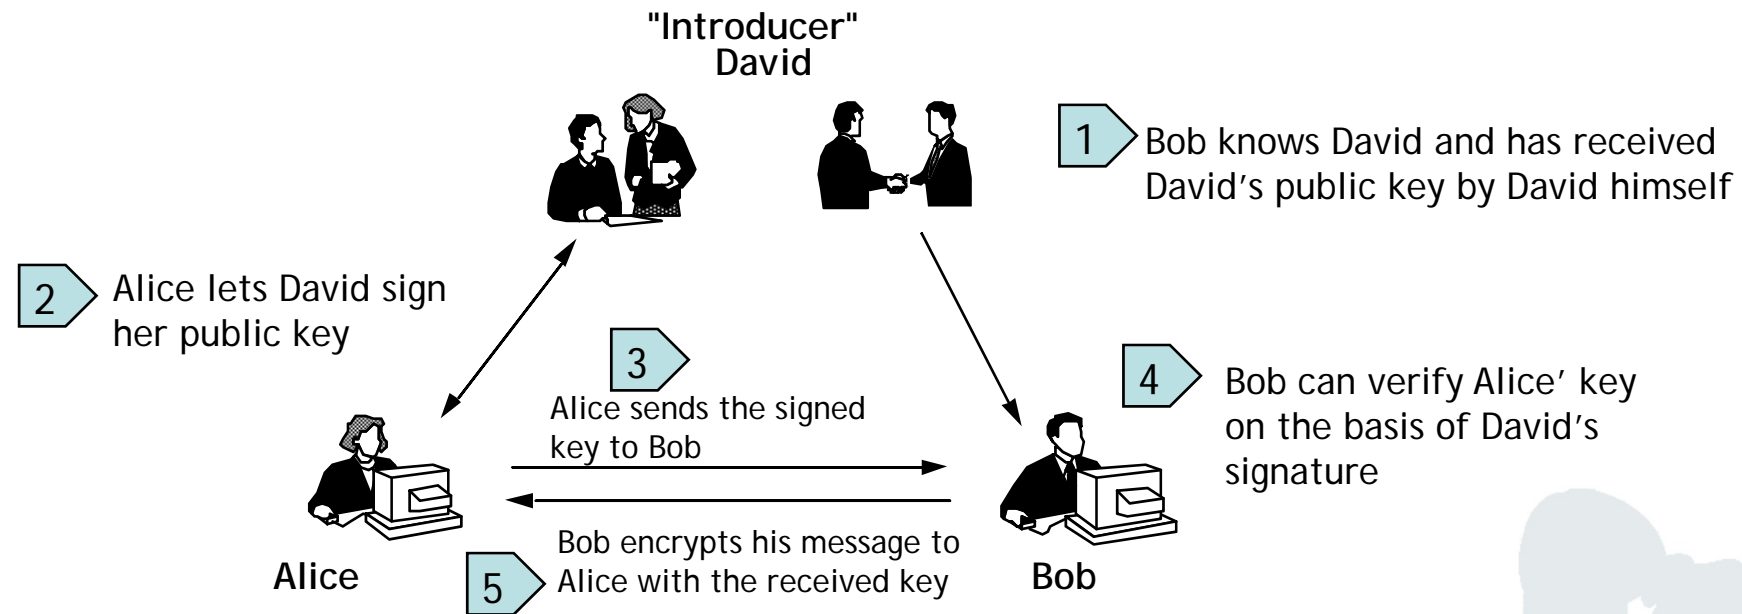 "Introducer"
David
1
Bob knows David and has received
David's public key by David himself
2
Alice lets David sign
her public key
3
Alice sends the signed
key to Bob
4
Bob can verify Alice' key
on the basis of David's
signature
Alice
5
Bob encrypts his message to
Alice with the received key
Bob